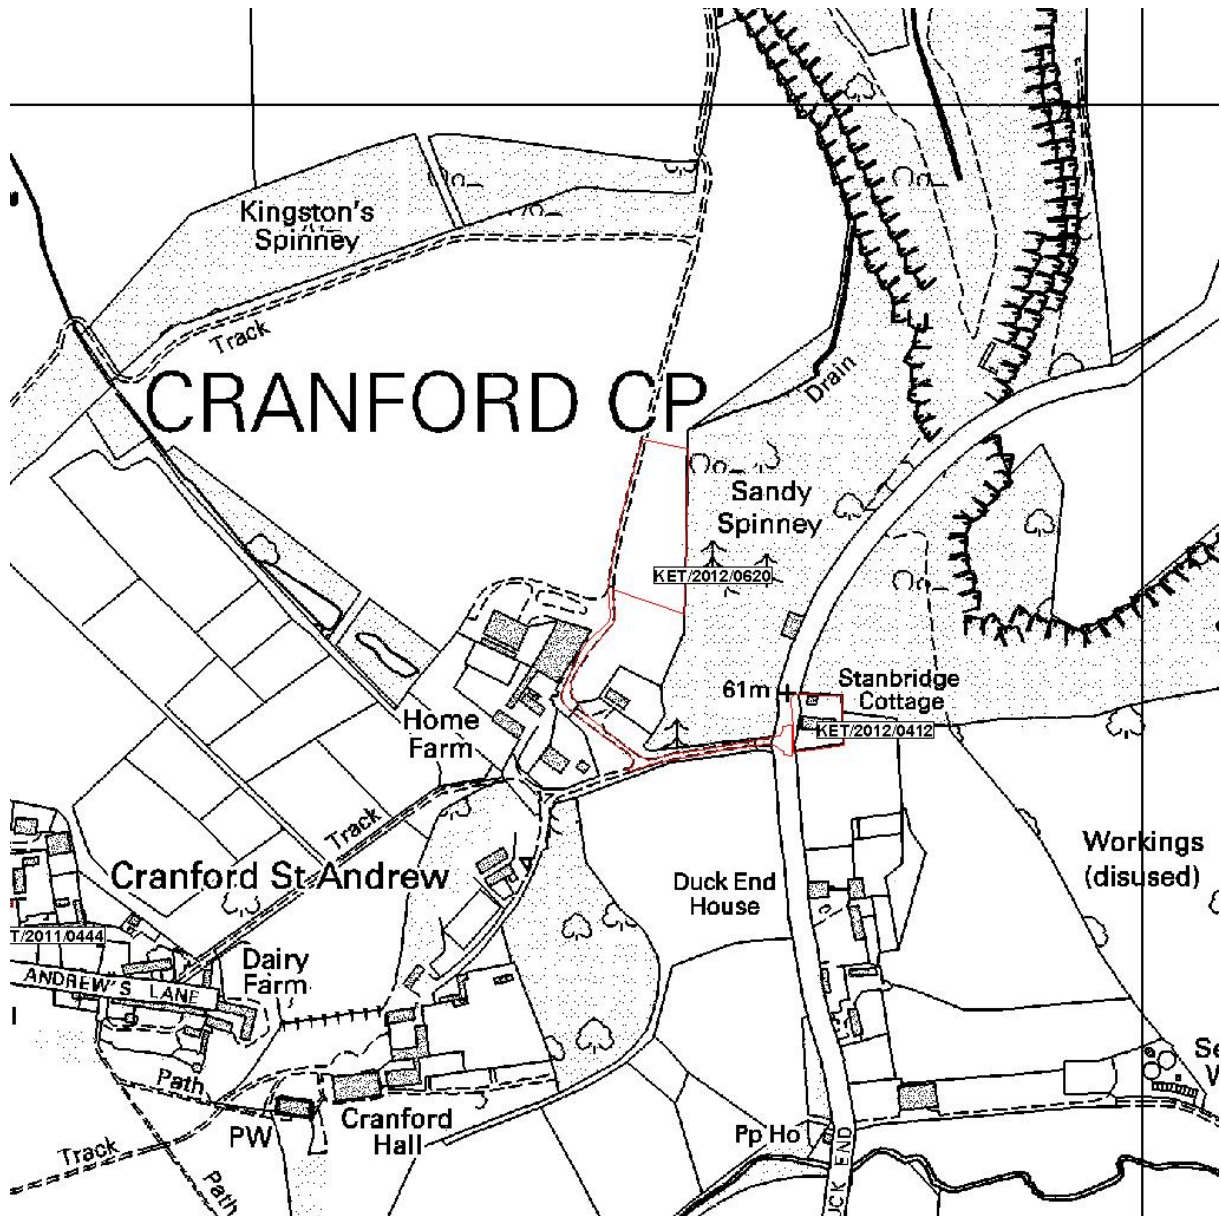 Kingston's
Spinney
Track
CRANFORD CP
Drain
Sandy
Spinney
KET/2012/0620
61m
Stanbridge
Cottage
KET/2012/0412
Home
Farm
Track
Workings
(disused)
Cranford St Andrew
Duck End
House
T/2011/0444
Dairy
Farm
ANDREW'S LANE
Path
Cranford
Hall
PW
Pp Ho
Track
Path
UCK END
Se
W